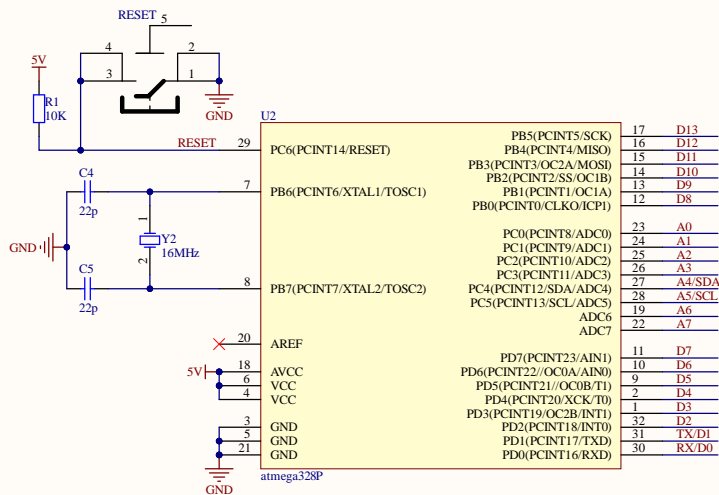 RESET
5
4
2
3
1
5V
R1
10K
GND
U2
RESET
29
PC6(PCINT14/RESET)
C4
22p
7
PB6(PCINT6/XTAL1/TOSC1)
1
Y2
16MHz
2
GND
C5
22p
8
PB7(PCINT7/XTAL2/TOSC2)
20
AREF
5V
18
AVCC
6
VCC
4
VCC
3
GND
5
GND
21
GND
GND
atmega328P
PB5(PCINT5/SCK) 17 D13
PB4(PCINT4/MISO) 16 D12
PB3(PCINT3/OC2A/MOSI) 15 D11
PB2(PCINT2/SS/OC1B) 14 D10
PB1(PCINT1/OC1A) 13 D9
PB0(PCINT0/CLKO/ICP1) 12 D8
PC0(PCINT8/ADC0) 23 A0
PC1(PCINT9/ADC1) 24 A1
PC2(PCINT10/ADC2) 25 A2
PC3(PCINT11/ADC3) 26 A3
PC4(PCINT12/SDA/ADC4) 27 A4/SDA
PC5(PCINT13/SCL/ADC5) 28 A5/SCL
ADC6 19 A6
ADC7 22 A7
PD7(PCINT23/AIN1) 11 D7
PD6(PCINT22//OC0A/AIN0) 10 D6
PD5(PCINT21//OC0B/T1) 9 D5
PD4(PCINT20/XCK/T0) 2 D4
PD3(PCINT19/OC2B/INT1) 1 D3
PD2(PCINT18/INT0) 32 D2
PD1(PCINT17/TXD) 31 TX/D1
PD0(PCINT16/RXD) 30 RX/D0